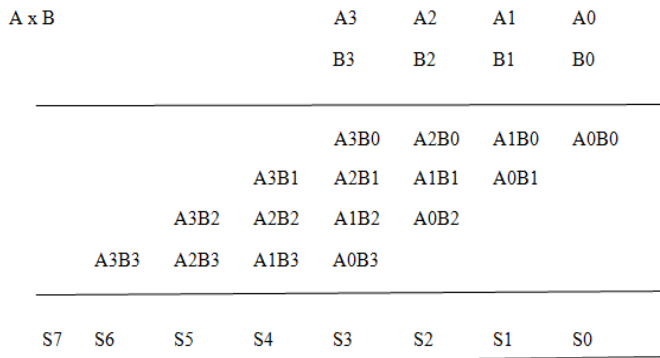 A x B A3 A2 A1 A0
B3 B2 B1 B0
A3B0 A2B0 A1B0 A0B0
A3B1 A2B1 A1B1 A0B1
A3B2 A2B2 A1B2 A0B2
A3B3 A2B3 A1B3 A0B3
S7 S6 S5 S4 S3 S2 S1 S0